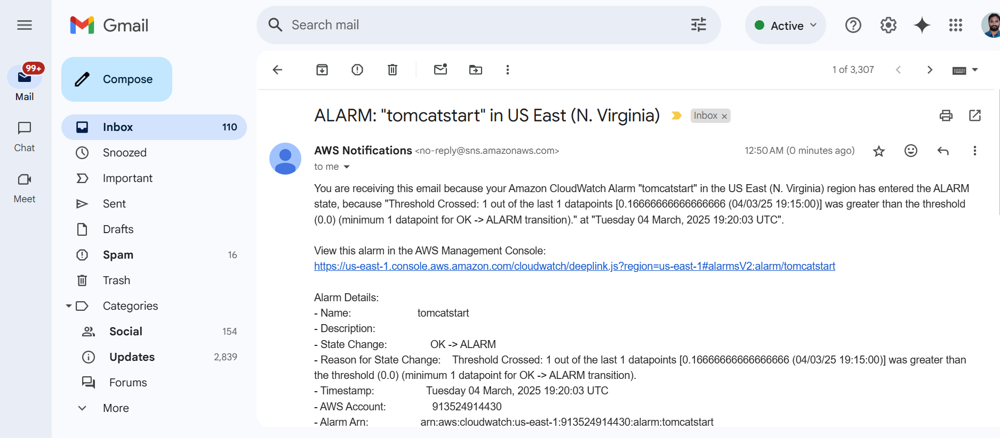 Gmail
Search mail
Active
99+
Mail
Chat
Meet
Compose
Inbox 110
Snoozed
Important
Sent
Drafts
Spam 16
Trash
Categories
Social 154
Updates 2,839
Forums
More
1 of 3,307
ALARM: "tomcatstart" in US East (N. Virginia)
Inbox ×
AWS Notifications <no-reply@sns.amazonaws.com>
12:50 AM (0 minutes ago)
to me
You are receiving this email because your Amazon CloudWatch Alarm "tomcatstart" in the US East (N. Virginia) region has entered the ALARM
state, because "Threshold Crossed: 1 out of the last 1 datapoints [0.16666666666666666 (04/03/25 19:15:00)] was greater than the threshold
(0.0) (minimum 1 datapoint for OK -> ALARM transition)." at "Tuesday 04 March, 2025 19:20:03 UTC".
View this alarm in the AWS Management Console:
https://us-east-1.console.aws.amazon.com/cloudwatch/deeplink.js?region=us-east-1#alarmsV2:alarm/tomcatstart
Alarm Details:
- Name: tomcatstart
- Description:
- State Change: OK -> ALARM
- Reason for State Change: Threshold Crossed: 1 out of the last 1 datapoints [0.16666666666666666 (04/03/25 19:15:00)] was greater than
the threshold (0.0) (minimum 1 datapoint for OK -> ALARM transition).
- Timestamp: Tuesday 04 March, 2025 19:20:03 UTC
- AWS Account: 913524914430
- Alarm Arn: arn:aws:cloudwatch:us-east-1:913524914430:alarm:tomcatstart